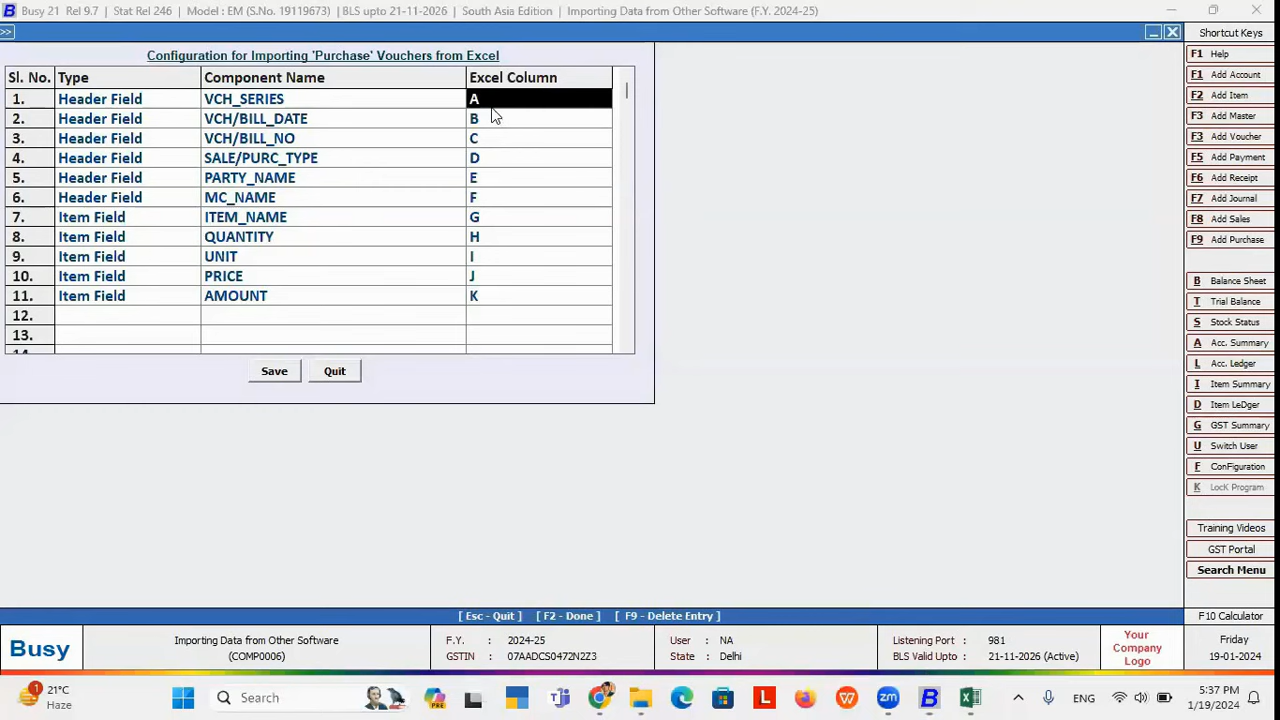 Busy 21 Rel 9.7 | Stat Rel 246 | Model : EM (S.No. 19119673) | BLS upto 21-11-2026 | South Asia Edition | Importing Data from Other Software (F.Y. 2024-25)
>>
Configuration for Importing 'Purchase' Vouchers from Excel
Sl. No. Type Component Name Excel Column
1. Header Field VCH_SERIES A
2. Header Field VCH/BILL_DATE B
3. Header Field VCH/BILL_NO C
4. Header Field SALE/PURC_TYPE D
5. Header Field PARTY_NAME E
6. Header Field MC_NAME F
7. Item Field ITEM_NAME G
8. Item Field QUANTITY H
9. Item Field UNIT I
10. Item Field PRICE J
11. Item Field AMOUNT K
12.
13.
Save Quit
Shortcut Keys
F1 Help
F1 Add Account
F2 Add Item
F3 Add Master
F3 Add Voucher
F5 Add Payment
F6 Add Receipt
F7 Add Journal
F8 Add Sales
F9 Add Purchase
B Balance Sheet
T Trial Balance
S Stock Status
A Acc. Summary
L Acc. Ledger
I Item Summary
D Item LeDger
G GST Summary
U Switch User
F ConFiguration
K LocK Program
Training Videos
GST Portal
Search Menu
[ Esc - Quit ] [ F2 - Done ] [ F9 - Delete Entry ]
F10 Calculator
Busy
Importing Data from Other Software
(COMP0006)
F.Y. : 2024-25
GSTIN : 07AADCS0472N2Z3
User : NA
State : Delhi
Listening Port : 981
BLS Valid Upto : 21-11-2026 (Active)
Your
Company
Logo
Friday
19-01-2024
1
21°C
Haze
Search
PRE
ENG
5:37 PM
1/19/2024